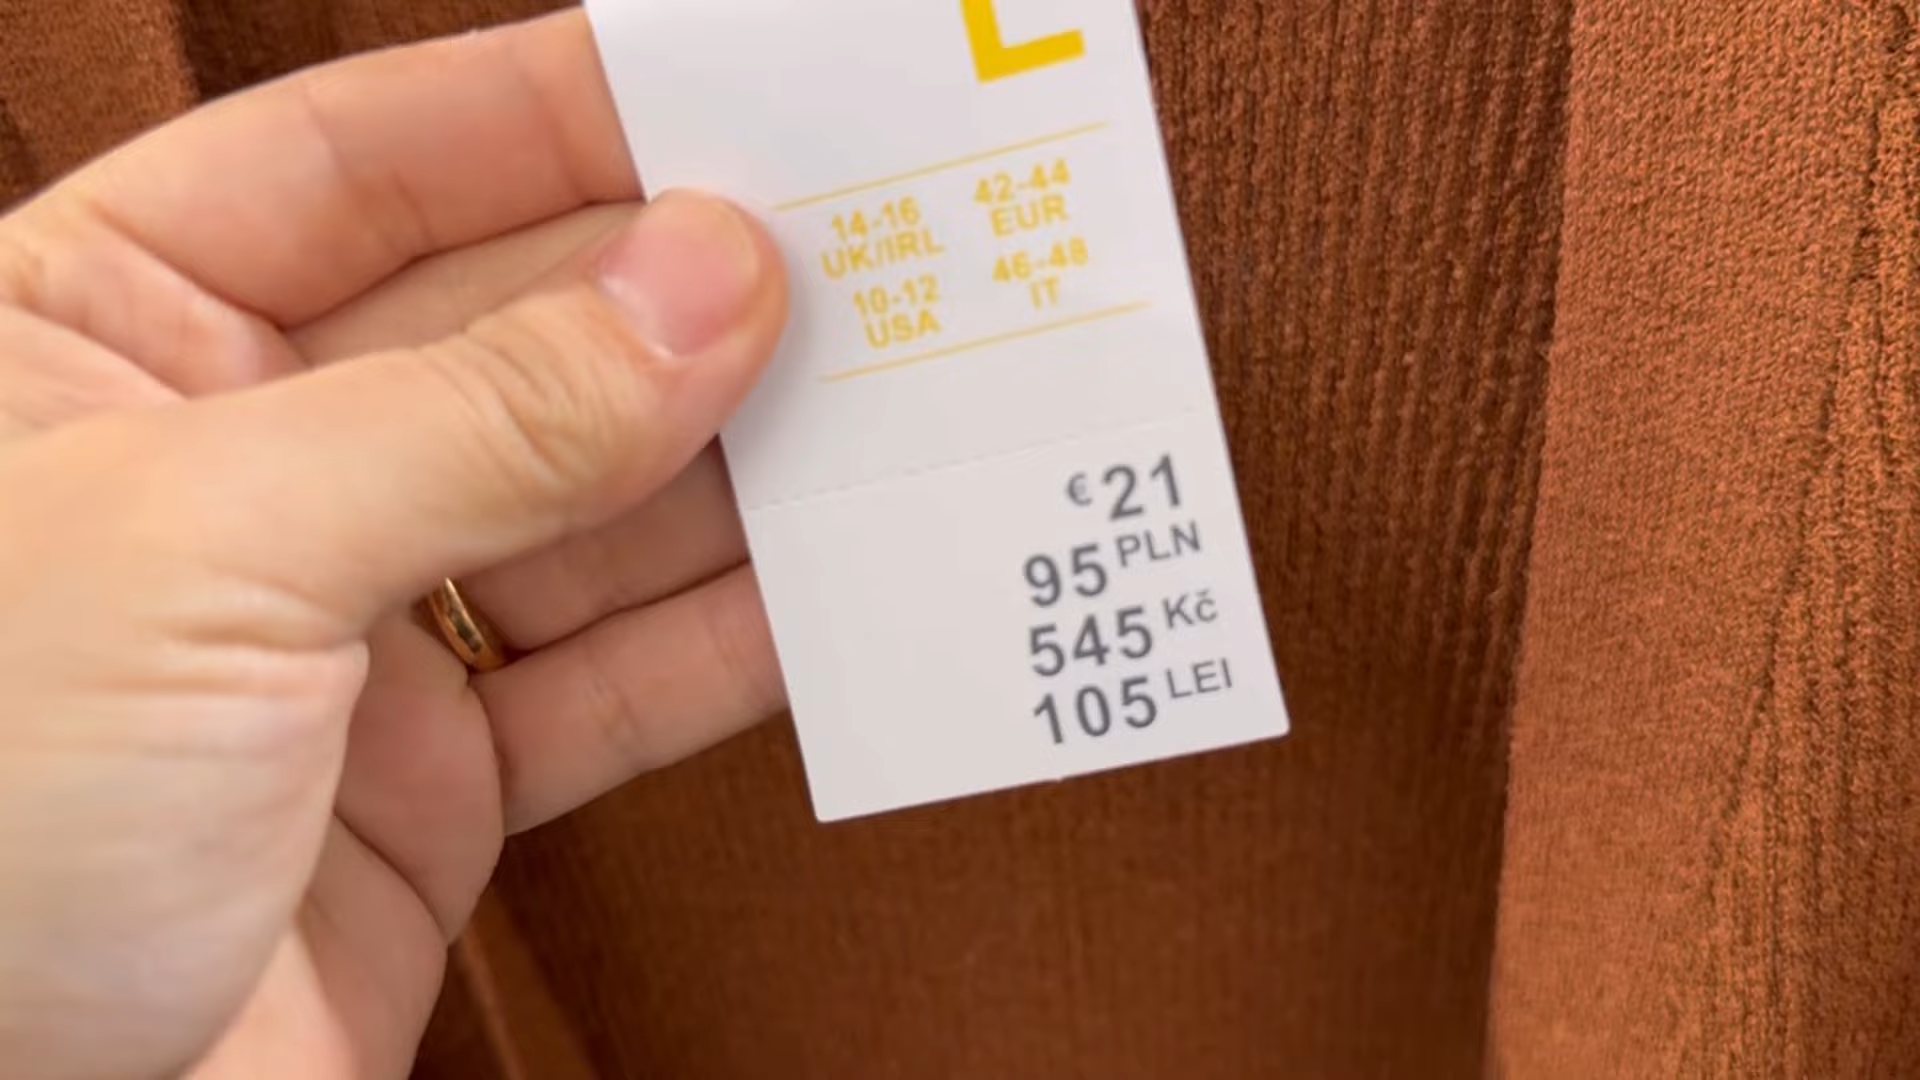 L
14-16 42-44
UK/IRL EUR
10-12 46-48
USA IT
€21
95 PLN
545 Kč
105 LEI